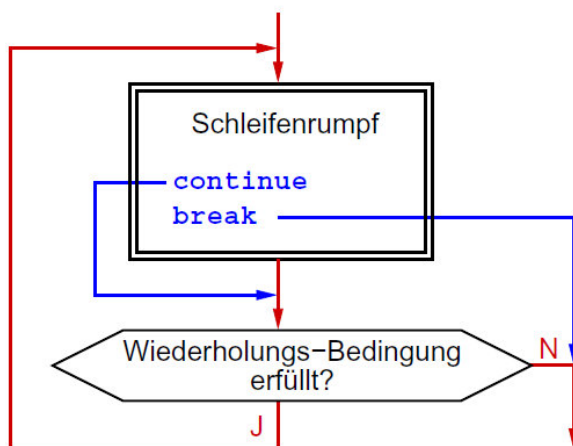 Schleifenrumpf
continue
break
Wiederholungs-Bedingung
erfüllt?
N
J